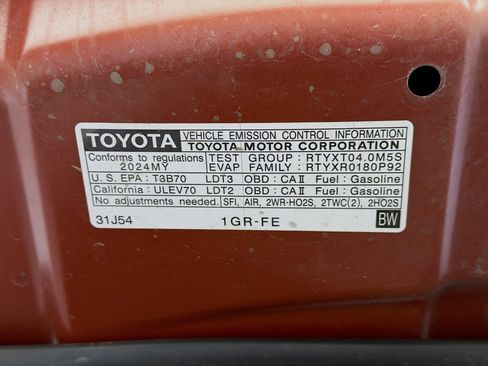 TOYOTA VEHICLE EMISSION CONTROL INFORMATION
TOYOTA MOTOR CORPORATION
Conforms to regulations TEST GROUP : RTYXT04.0M5S
2024MY EVAP FAMILY : RTYXR0180P92
U.S. EPA : T3B70 LDT3 OBD : CAⅡ Fuel : Gasoline
California : ULEV70 LDT2 OBD : CAⅡ Fuel : Gasoline
No adjustments needed. SFI, AIR, 2WR-HO2S, 2TWC(2), 2HO2S
31J54 1GR-FE BW